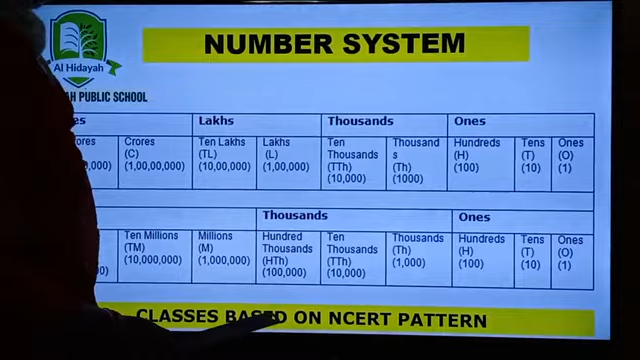 NUMBER SYSTEM
Al Hidayah
PUBLIC SCHOOL
Lakhs Thousands Ones
Crores Ten Lakhs Lakhs Ten Thousand Hundreds Tens Ones
(C) (TL) (L) Thousands s (H) (T) (O)
(1,00,00,000) (10,00,000) (1,00,000) (TTh) (Th) (100) (10) (1)
(10,000) (1000)
Thousands Ones
Ten Millions Millions Hundred Ten Thousands Hundreds Tens Ones
(TM) (M) Thousands Thousands (Th) (H) (T) (O)
(10,000,000) (1,000,000) (HTh) (TTh) (1,000) (100) (10) (1)
(100,000) (10,000)
CLASSES BASED ON NCERT PATTERN